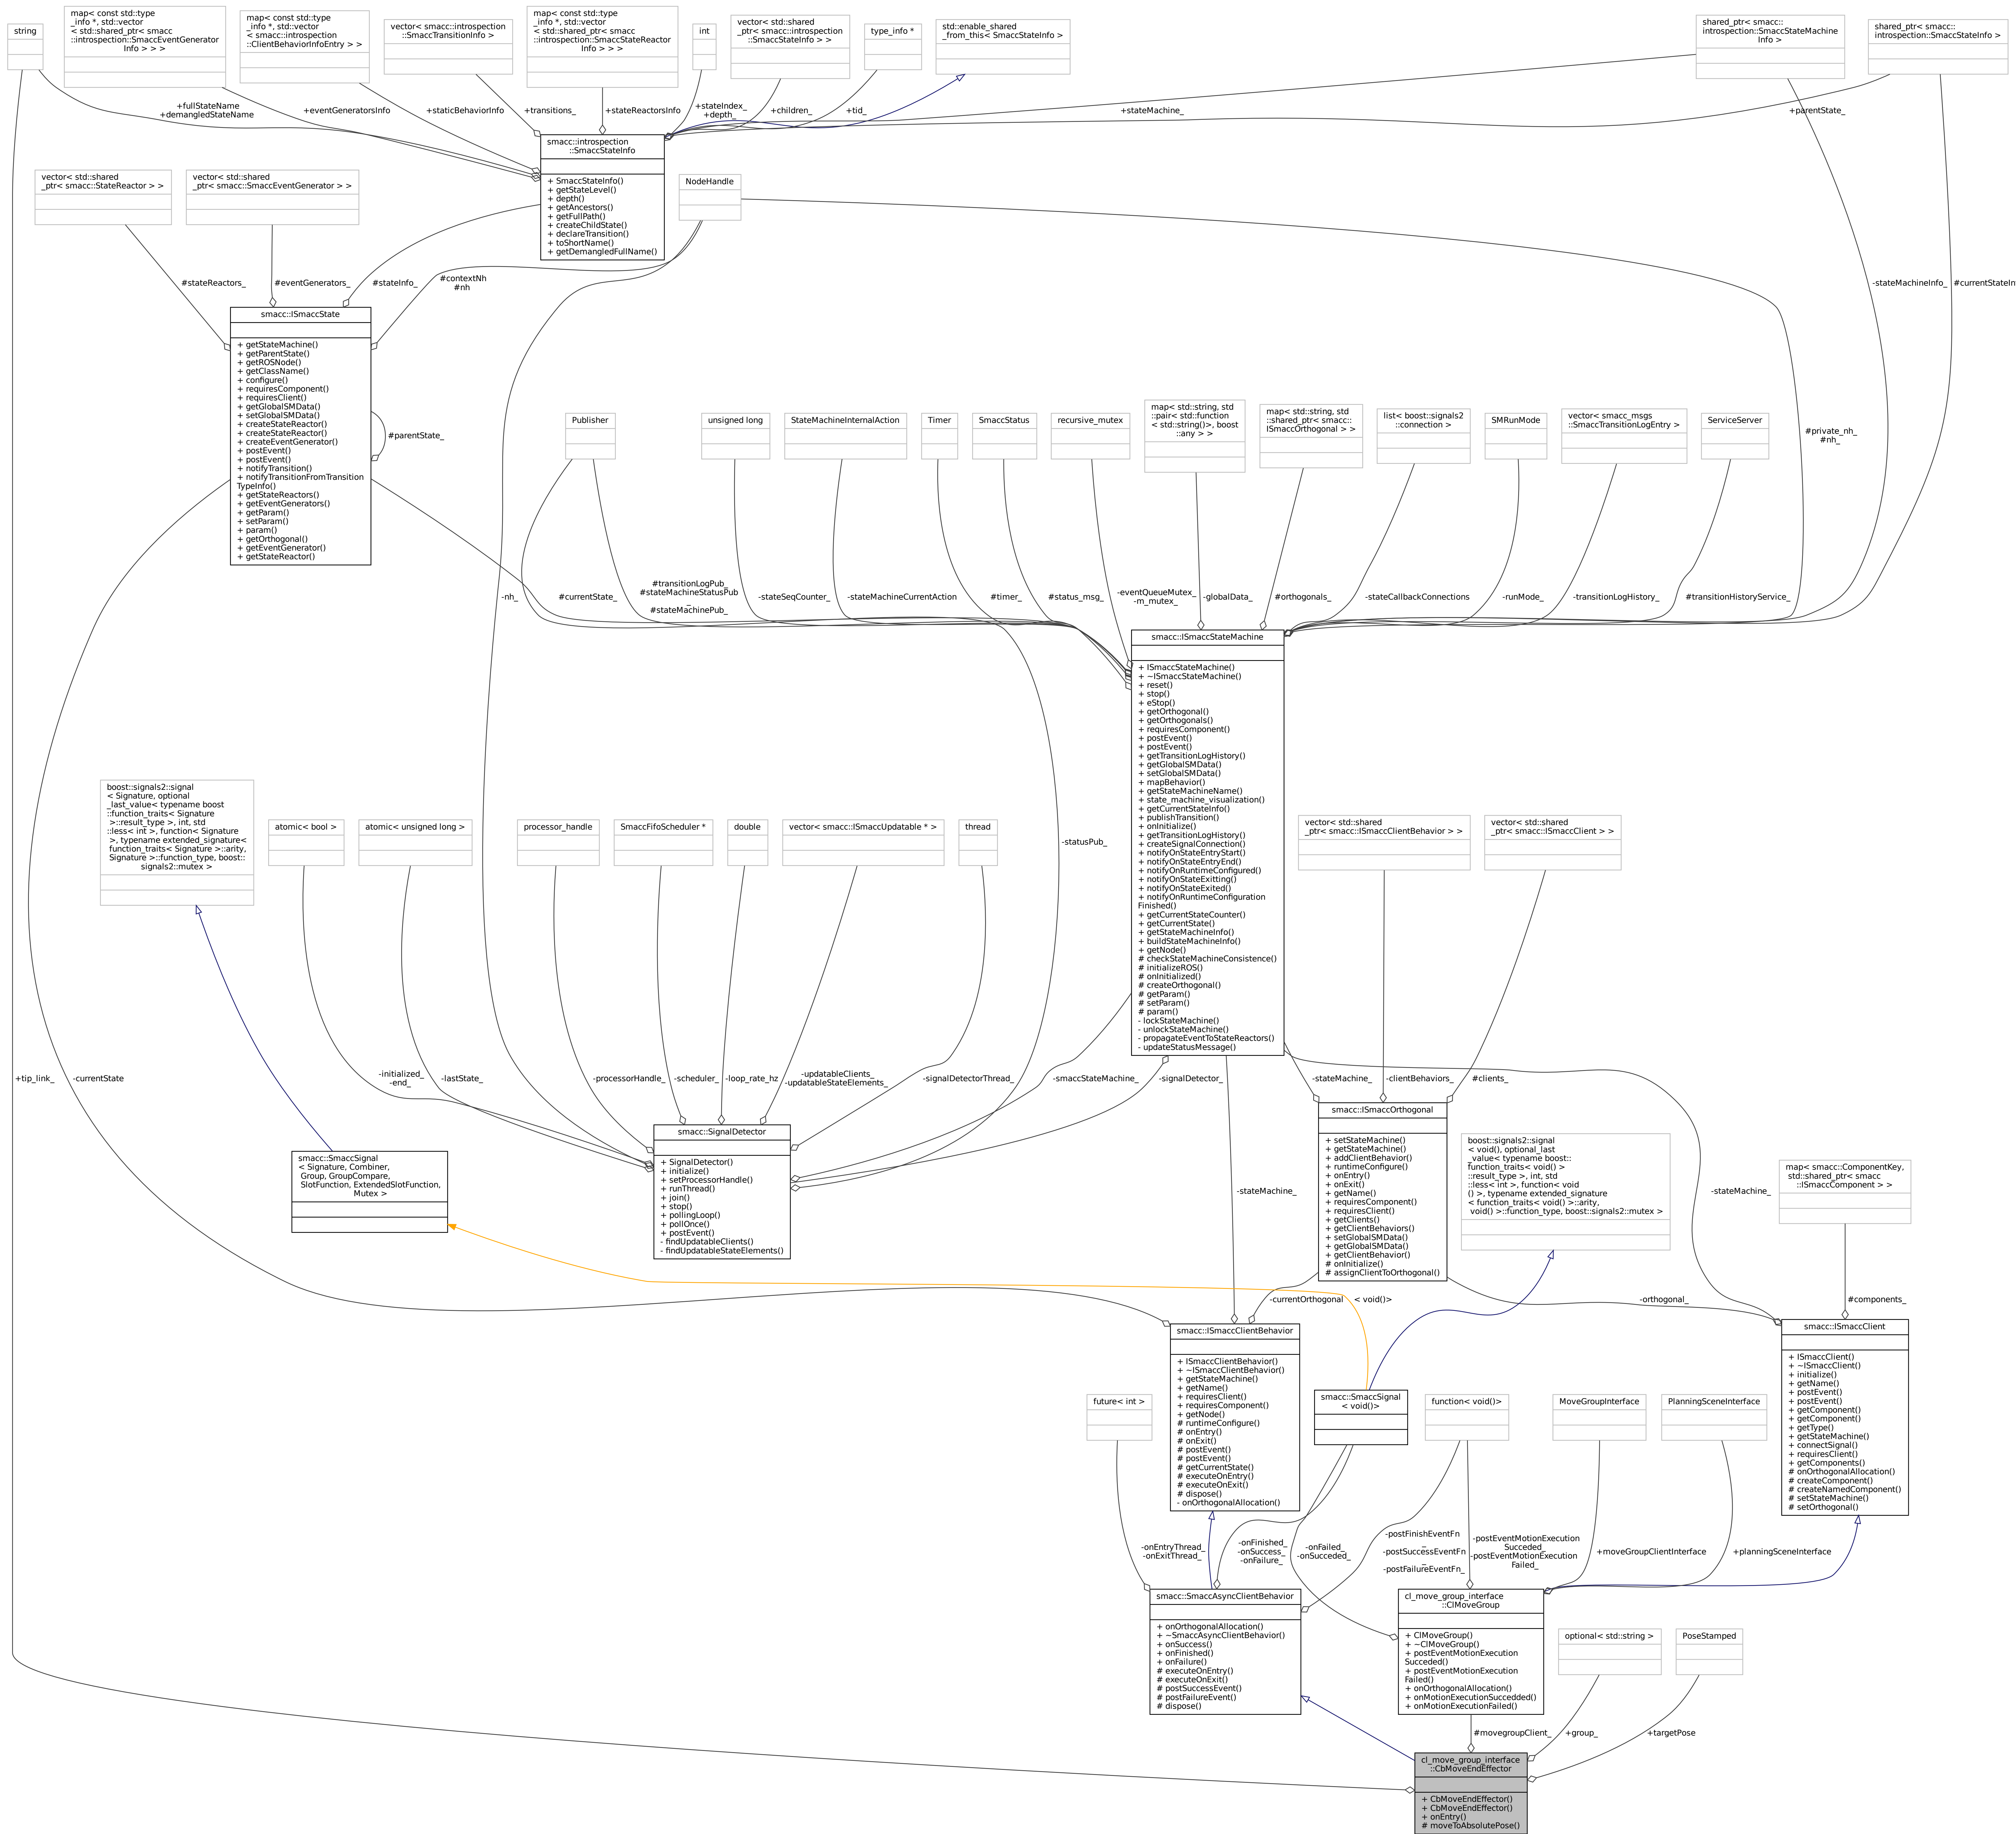 string
map< const std::type
_info *, std::vector
< std::shared_ptr< smacc
::introspection::SmaccEventGenerator
Info > > >
map< const std::type
_info *, std::vector
< smacc::introspection
::ClientBehaviorInfoEntry > >
vector< smacc::introspection
::SmaccTransitionInfo >
map< const std::type
_info *, std::vector
< std::shared_ptr< smacc
::introspection::SmaccStateReactor
Info > > >
int
vector< std::shared
_ptr< smacc::introspection
::SmaccStateInfo > >
type_info *
std::enable_shared
_from_this< SmaccStateInfo >
shared_ptr< smacc::
introspection::SmaccStateMachine
Info >
shared_ptr< smacc::
introspection::SmaccStateInfo >
+fullStateName
+demangledStateName
+eventGeneratorsInfo
+staticBehaviorInfo
+transitions_
+stateReactorsInfo
+stateIndex_
+depth_
+children_
+tid_
+stateMachine_
+parentState_
smacc::introspection
::SmaccStateInfo
+ SmaccStateInfo()
+ getStateLevel()
+ depth()
+ getAncestors()
+ getFullPath()
+ createChildState()
+ declareTransition()
+ toShortName()
+ getDemangledFullName()
vector< std::shared
_ptr< smacc::StateReactor > >
vector< std::shared
_ptr< smacc::SmaccEventGenerator > >
NodeHandle
#stateReactors_
#eventGenerators_
#stateInfo_
#contextNh
#nh
-stateMachineInfo_
#currentStateIn
smacc::ISmaccState
+ getStateMachine()
+ getParentState()
+ getROSNode()
+ getClassName()
+ configure()
+ requiresComponent()
+ requiresClient()
+ getGlobalSMData()
+ setGlobalSMData()
+ createStateReactor()
+ createStateReactor()
+ createEventGenerator()
+ postEvent()
+ postEvent()
+ notifyTransition()
+ notifyTransitionFromTransition
TypeInfo()
+ getStateReactors()
+ getEventGenerators()
+ getParam()
+ setParam()
+ param()
+ getOrthogonal()
+ getEventGenerator()
+ getStateReactor()
#parentState_
Publisher
unsigned long
StateMachineInternalAction
Timer
SmaccStatus
recursive_mutex
map< std::string, std
::pair< std::function
< std::string()>, boost
::any > >
map< std::string, std
::shared_ptr< smacc::
ISmaccOrthogonal > >
list< boost::signals2
::connection >
SMRunMode
vector< smacc_msgs
::SmaccTransitionLogEntry >
ServiceServer
#private_nh_
#nh_
-nh_
#currentState_
#transitionLogPub_
#stateMachineStatusPub
_
#stateMachinePub_
-stateSeqCounter_
-stateMachineCurrentAction
#timer_
#status_msg_
-eventQueueMutex_
-m_mutex_
-globalData_
#orthogonals_
-stateCallbackConnections
-runMode_
-transitionLogHistory_
#transitionHistoryService_
smacc::ISmaccStateMachine
+ ISmaccStateMachine()
+ ~ISmaccStateMachine()
+ reset()
+ stop()
+ eStop()
+ getOrthogonal()
+ getOrthogonals()
+ requiresComponent()
+ postEvent()
+ postEvent()
+ getTransitionLogHistory()
+ getGlobalSMData()
+ setGlobalSMData()
+ mapBehavior()
+ getStateMachineName()
+ state_machine_visualization()
+ getCurrentStateInfo()
+ publishTransition()
+ onInitialize()
+ getTransitionLogHistory()
+ createSignalConnection()
+ notifyOnStateEntryStart()
+ notifyOnStateEntryEnd()
+ notifyOnRuntimeConfigured()
+ notifyOnStateExitting()
+ notifyOnStateExited()
+ notifyOnRuntimeConfiguration
Finished()
+ getCurrentStateCounter()
+ getCurrentState()
+ getStateMachineInfo()
+ buildStateMachineInfo()
+ getNode()
# checkStateMachineConsistence()
# initializeROS()
# onInitialized()
# createOrthogonal()
# getParam()
# setParam()
# param()
- lockStateMachine()
- unlockStateMachine()
- propagateEventToStateReactors()
- updateStatusMessage()
boost::signals2::signal
< Signature, optional
_last_value< typename boost
::function_traits< Signature
>::result_type >, int, std
::less< int >, function< Signature
>, typename extended_signature<
function_traits< Signature >::arity,
Signature >::function_type, boost::
signals2::mutex >
atomic< bool >
atomic< unsigned long >
processor_handle
SmaccFifoScheduler *
double
vector< smacc::ISmaccUpdatable * >
thread
-statusPub_
vector< std::shared
_ptr< smacc::ISmaccClientBehavior > >
vector< std::shared
_ptr< smacc::ISmaccClient > >
+tip_link_
-currentState
-initialized_
-end_
-lastState_
-processorHandle_
-scheduler_
-loop_rate_hz
-updatableClients_
-updatableStateElements_
-signalDetectorThread_
-smaccStateMachine_
-signalDetector_
-stateMachine_
-clientBehaviors_
#clients_
smacc::SmaccSignal
< Signature, Combiner,
Group, GroupCompare,
SlotFunction, ExtendedSlotFunction,
Mutex >
smacc::SignalDetector
+ SignalDetector()
+ initialize()
+ setProcessorHandle()
+ runThread()
+ join()
+ stop()
+ pollingLoop()
+ pollOnce()
+ postEvent()
- findUpdatableClients()
- findUpdatableStateElements()
smacc::ISmaccOrthogonal
+ setStateMachine()
+ getStateMachine()
+ addClientBehavior()
+ runtimeConfigure()
+ onEntry()
+ onExit()
+ getName()
+ requiresComponent()
+ requiresClient()
+ getClients()
+ getClientBehaviors()
+ setGlobalSMData()
+ getGlobalSMData()
+ getClientBehavior()
# onInitialize()
# assignClientToOrthogonal()
boost::signals2::signal
< void(), optional_last
_value< typename boost::
function_traits< void() >
::result_type >, int, std
::less< int >, function< void
() >, typename extended_signature
< function_traits< void() >::arity,
void() >::function_type, boost::signals2::mutex >
map< smacc::ComponentKey,
std::shared_ptr< smacc
::ISmaccComponent > >
-stateMachine_
-stateMachine_
-currentOrthogonal
< void()>
-orthogonal_
#components_
smacc::ISmaccClientBehavior
+ ISmaccClientBehavior()
+ ~ISmaccClientBehavior()
+ getStateMachine()
+ getName()
+ requiresClient()
+ requiresComponent()
+ getNode()
# runtimeConfigure()
# onEntry()
# onExit()
# postEvent()
# postEvent()
# getCurrentState()
# executeOnEntry()
# executeOnExit()
# dispose()
- onOrthogonalAllocation()
smacc::ISmaccClient
+ ISmaccClient()
+ ~ISmaccClient()
+ initialize()
+ getName()
+ postEvent()
+ postEvent()
+ getComponent()
+ getComponent()
+ getType()
+ getStateMachine()
+ connectSignal()
+ requiresClient()
+ getComponents()
# onOrthogonalAllocation()
# createComponent()
# createNamedComponent()
# setStateMachine()
# setOrthogonal()
future< int >
smacc::SmaccSignal
< void()>
function< void()>
MoveGroupInterface
PlanningSceneInterface
-onEntryThread_
-onExitThread_
-onFinished_
-onSuccess_
-onFailure_
-onFailed_
-onSucceded_
-postFinishEventFn
_
-postSuccessEventFn
_
-postFailureEventFn_
-postEventMotionExecution
Succeded_
-postEventMotionExecution
Failed_
+moveGroupClientInterface
+planningSceneInterface
smacc::SmaccAsyncClientBehavior
+ onOrthogonalAllocation()
+ ~SmaccAsyncClientBehavior()
+ onSuccess()
+ onFinished()
+ onFailure()
# executeOnEntry()
# executeOnExit()
# postSuccessEvent()
# postFailureEvent()
# dispose()
cl_move_group_interface
::ClMoveGroup
+ ClMoveGroup()
+ ~ClMoveGroup()
+ postEventMotionExecution
Succeded()
+ postEventMotionExecution
Failed()
+ onOrthogonalAllocation()
+ onMotionExecutionSuccedded()
+ onMotionExecutionFailed()
optional< std::string >
PoseStamped
#movegroupClient_
+group_
+targetPose
cl_move_group_interface
::CbMoveEndEffector
+ CbMoveEndEffector()
+ CbMoveEndEffector()
+ onEntry()
# moveToAbsolutePose()